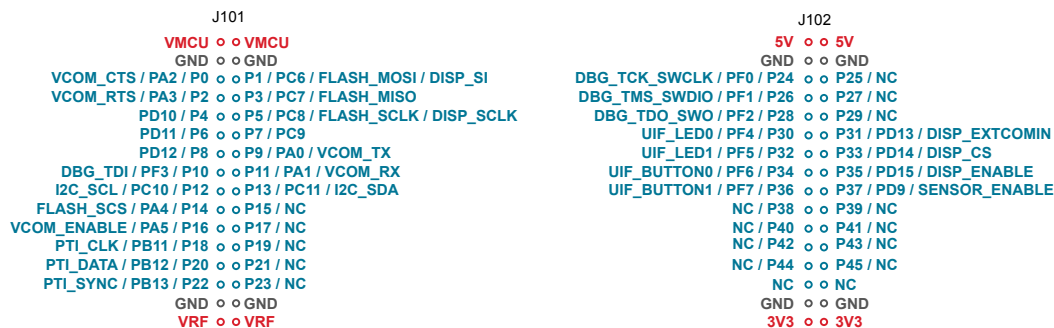 J101
VMCU VMCU
GND GND
VCOM_CTS / PA2 / P0 P1 / PC6 / FLASH_MOSI / DISP_SI
VCOM_RTS / PA3 / P2 P3 / PC7 / FLASH_MISO
PD10 / P4 P5 / PC8 / FLASH_SCLK / DISP_SCLK
PD11 / P6 P7 / PC9
PD12 / P8 P9 / PA0 / VCOM_TX
DBG_TDI / PF3 / P10 P11 / PA1 / VCOM_RX
I2C_SCL / PC10 / P12 P13 / PC11 / I2C_SDA
FLASH_SCS / PA4 / P14 P15 / NC
VCOM_ENABLE / PA5 / P16 P17 / NC
PTI_CLK / PB11 / P18 P19 / NC
PTI_DATA / PB12 / P20 P21 / NC
PTI_SYNC / PB13 / P22 P23 / NC
GND GND
VRF VRF
J102
5V 5V
GND GND
DBG_TCK_SWCLK / PF0 / P24 P25 / NC
DBG_TMS_SWDIO / PF1 / P26 P27 / NC
DBG_TDO_SWO / PF2 / P28 P29 / NC
UIF_LED0 / PF4 / P30 P31 / PD13 / DISP_EXTCOMIN
UIF_LED1 / PF5 / P32 P33 / PD14 / DISP_CS
UIF_BUTTON0 / PF6 / P34 P35 / PD15 / DISP_ENABLE
UIF_BUTTON1 / PF7 / P36 P37 / PD9 / SENSOR_ENABLE
NC / P38 P39 / NC
NC / P40 P41 / NC
NC / P42 P43 / NC
NC / P44 P45 / NC
NC NC
GND GND
3V3 3V3